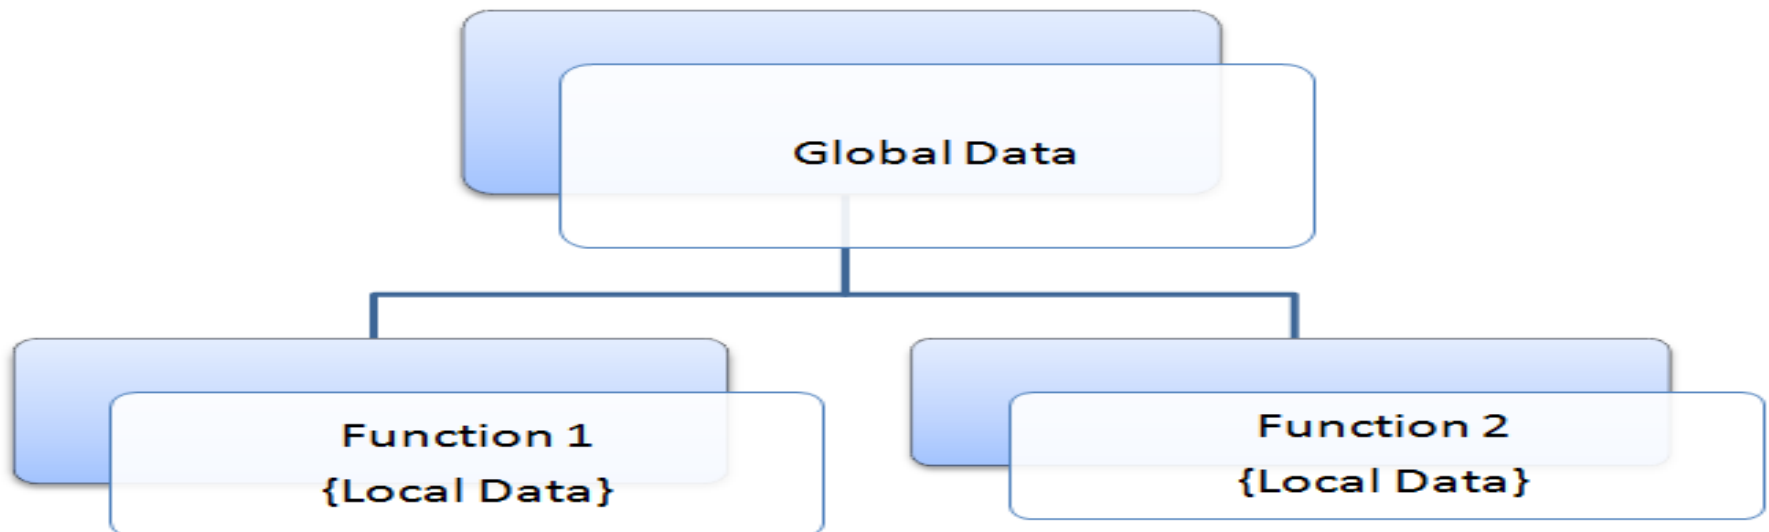 Global Data
Function 1
{Local Data}
Function 2
{Local Data}